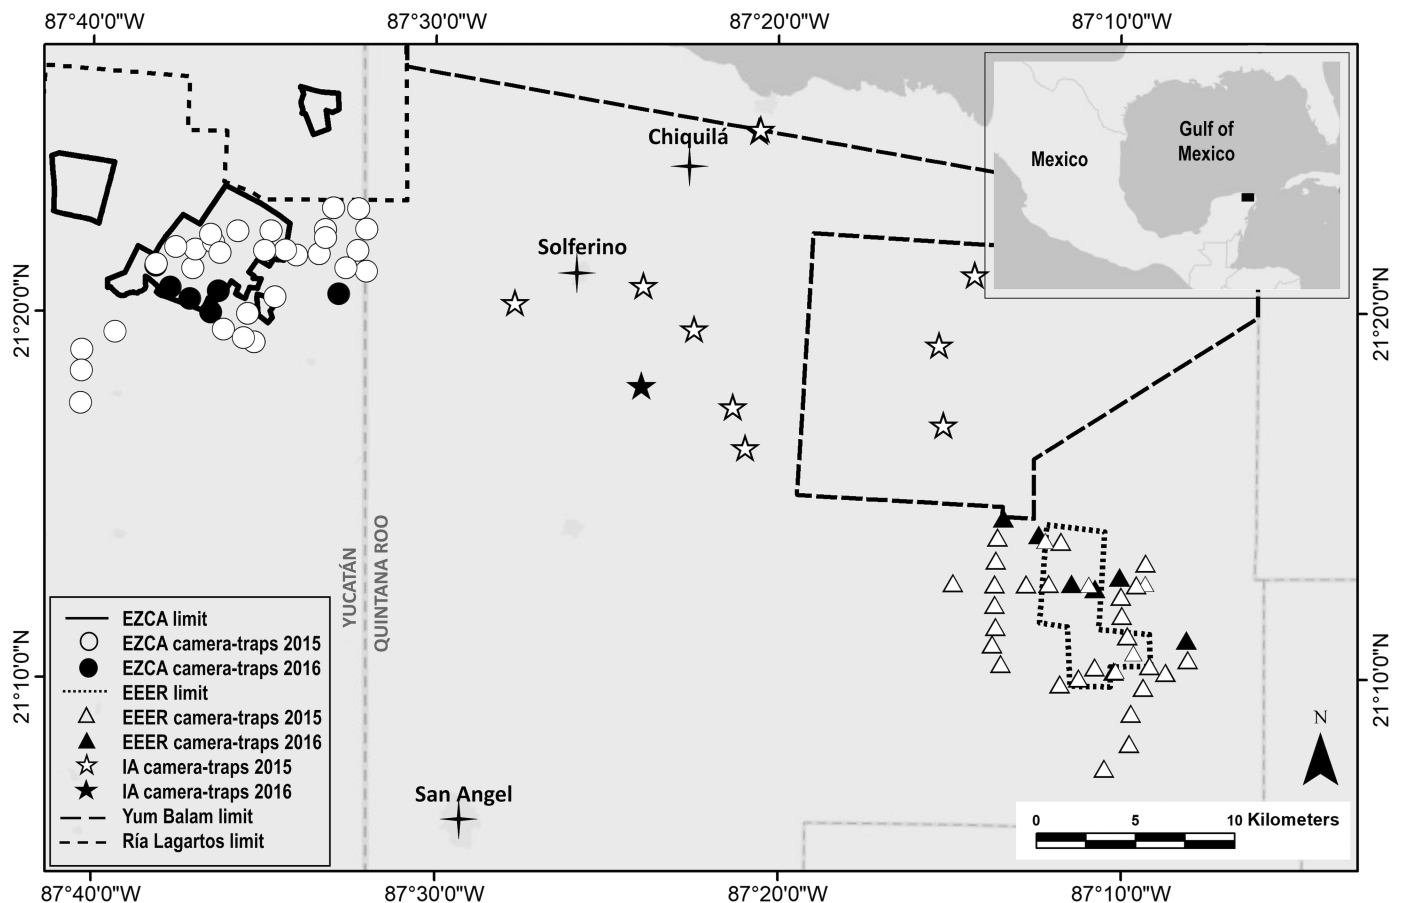 87°40'0"W 87°30'0"W 87°20'0"W 87°10'0"W
Chiquilá
Gulf of
Mexico
Mexico
Solferino
21°20'0"N
21°20'0"N
YUCATÁN
QUINTANA ROO
EZCA limit
EZCA camera-traps 2015
EZCA camera-traps 2016
EEER limit
EEER camera-traps 2015
EEER camera-traps 2016
IA camera-traps 2015
IA camera-traps 2016
Yum Balam limit
Ría Lagartos limit
21°10'0"N
21°10'0"N
San Angel
N
0 5 10 Kilometers
87°40'0"W 87°30'0"W 87°20'0"W 87°10'0"W